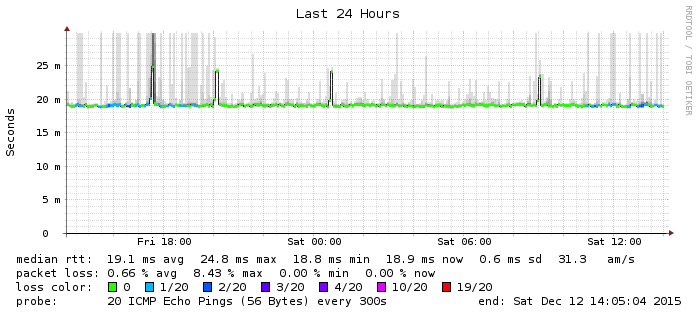 Last 24 Hours
RRDTOOL / TOBI OETIKER
Seconds
25 m
20 m
15 m
10 m
5 m
0
Fri 18:00 Sat 00:00 Sat 06:00 Sat 12:00
median rtt: 19.1 ms avg 24.8 ms max 18.8 ms min 18.9 ms now 0.6 ms sd 31.3 am/s
packet loss: 0.66 % avg 8.43 % max 0.00 % min 0.00 % now
loss color: 0 1/20 2/20 3/20 4/20 10/20 19/20
probe: 20 ICMP Echo Pings (56 Bytes) every 300s end: Sat Dec 12 14:05:04 2015